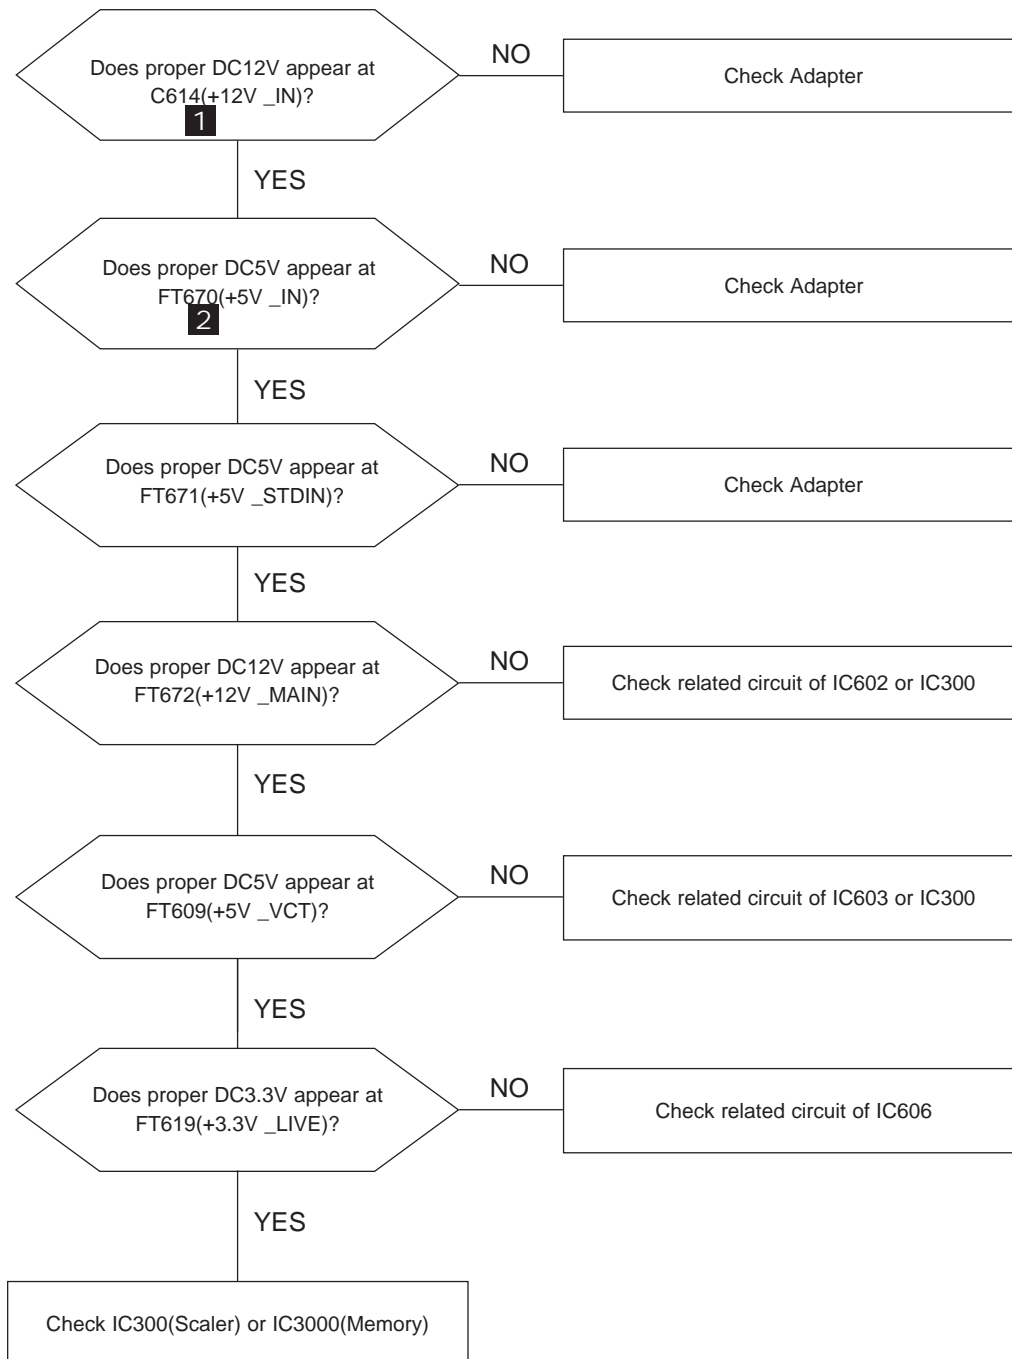 Does proper DC12V appear at
C614(+12V _IN)?
1
NO
Check Adapter
YES
Does proper DC5V appear at
FT670(+5V _IN)?
2
NO
Check Adapter
YES
Does proper DC5V appear at
FT671(+5V _STDIN)?
NO
Check Adapter
YES
Does proper DC12V appear at
FT672(+12V _MAIN)?
NO
Check related circuit of IC602 or IC300
YES
Does proper DC5V appear at
FT609(+5V _VCT)?
NO
Check related circuit of IC603 or IC300
YES
Does proper DC3.3V appear at
FT619(+3.3V _LIVE)?
NO
Check related circuit of IC606
YES
Check IC300(Scaler) or IC3000(Memory)